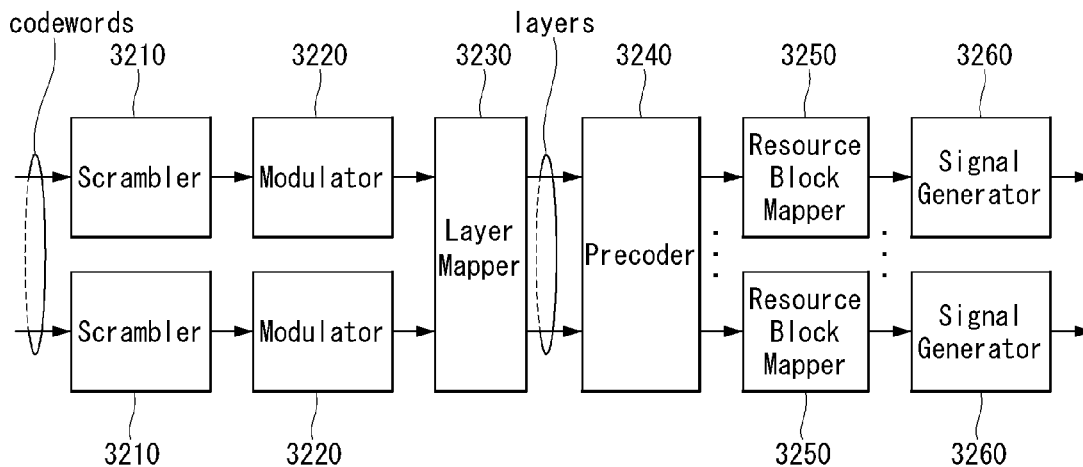 codewords
layers
3210
3220
3230
3240
3250
3260
Scrambler
Modulator
Layer
Mapper
Precoder
Resource
Block
Mapper
Signal
Generator
Scrambler
Modulator
Resource
Block
Mapper
Signal
Generator
3210
3220
3250
3260